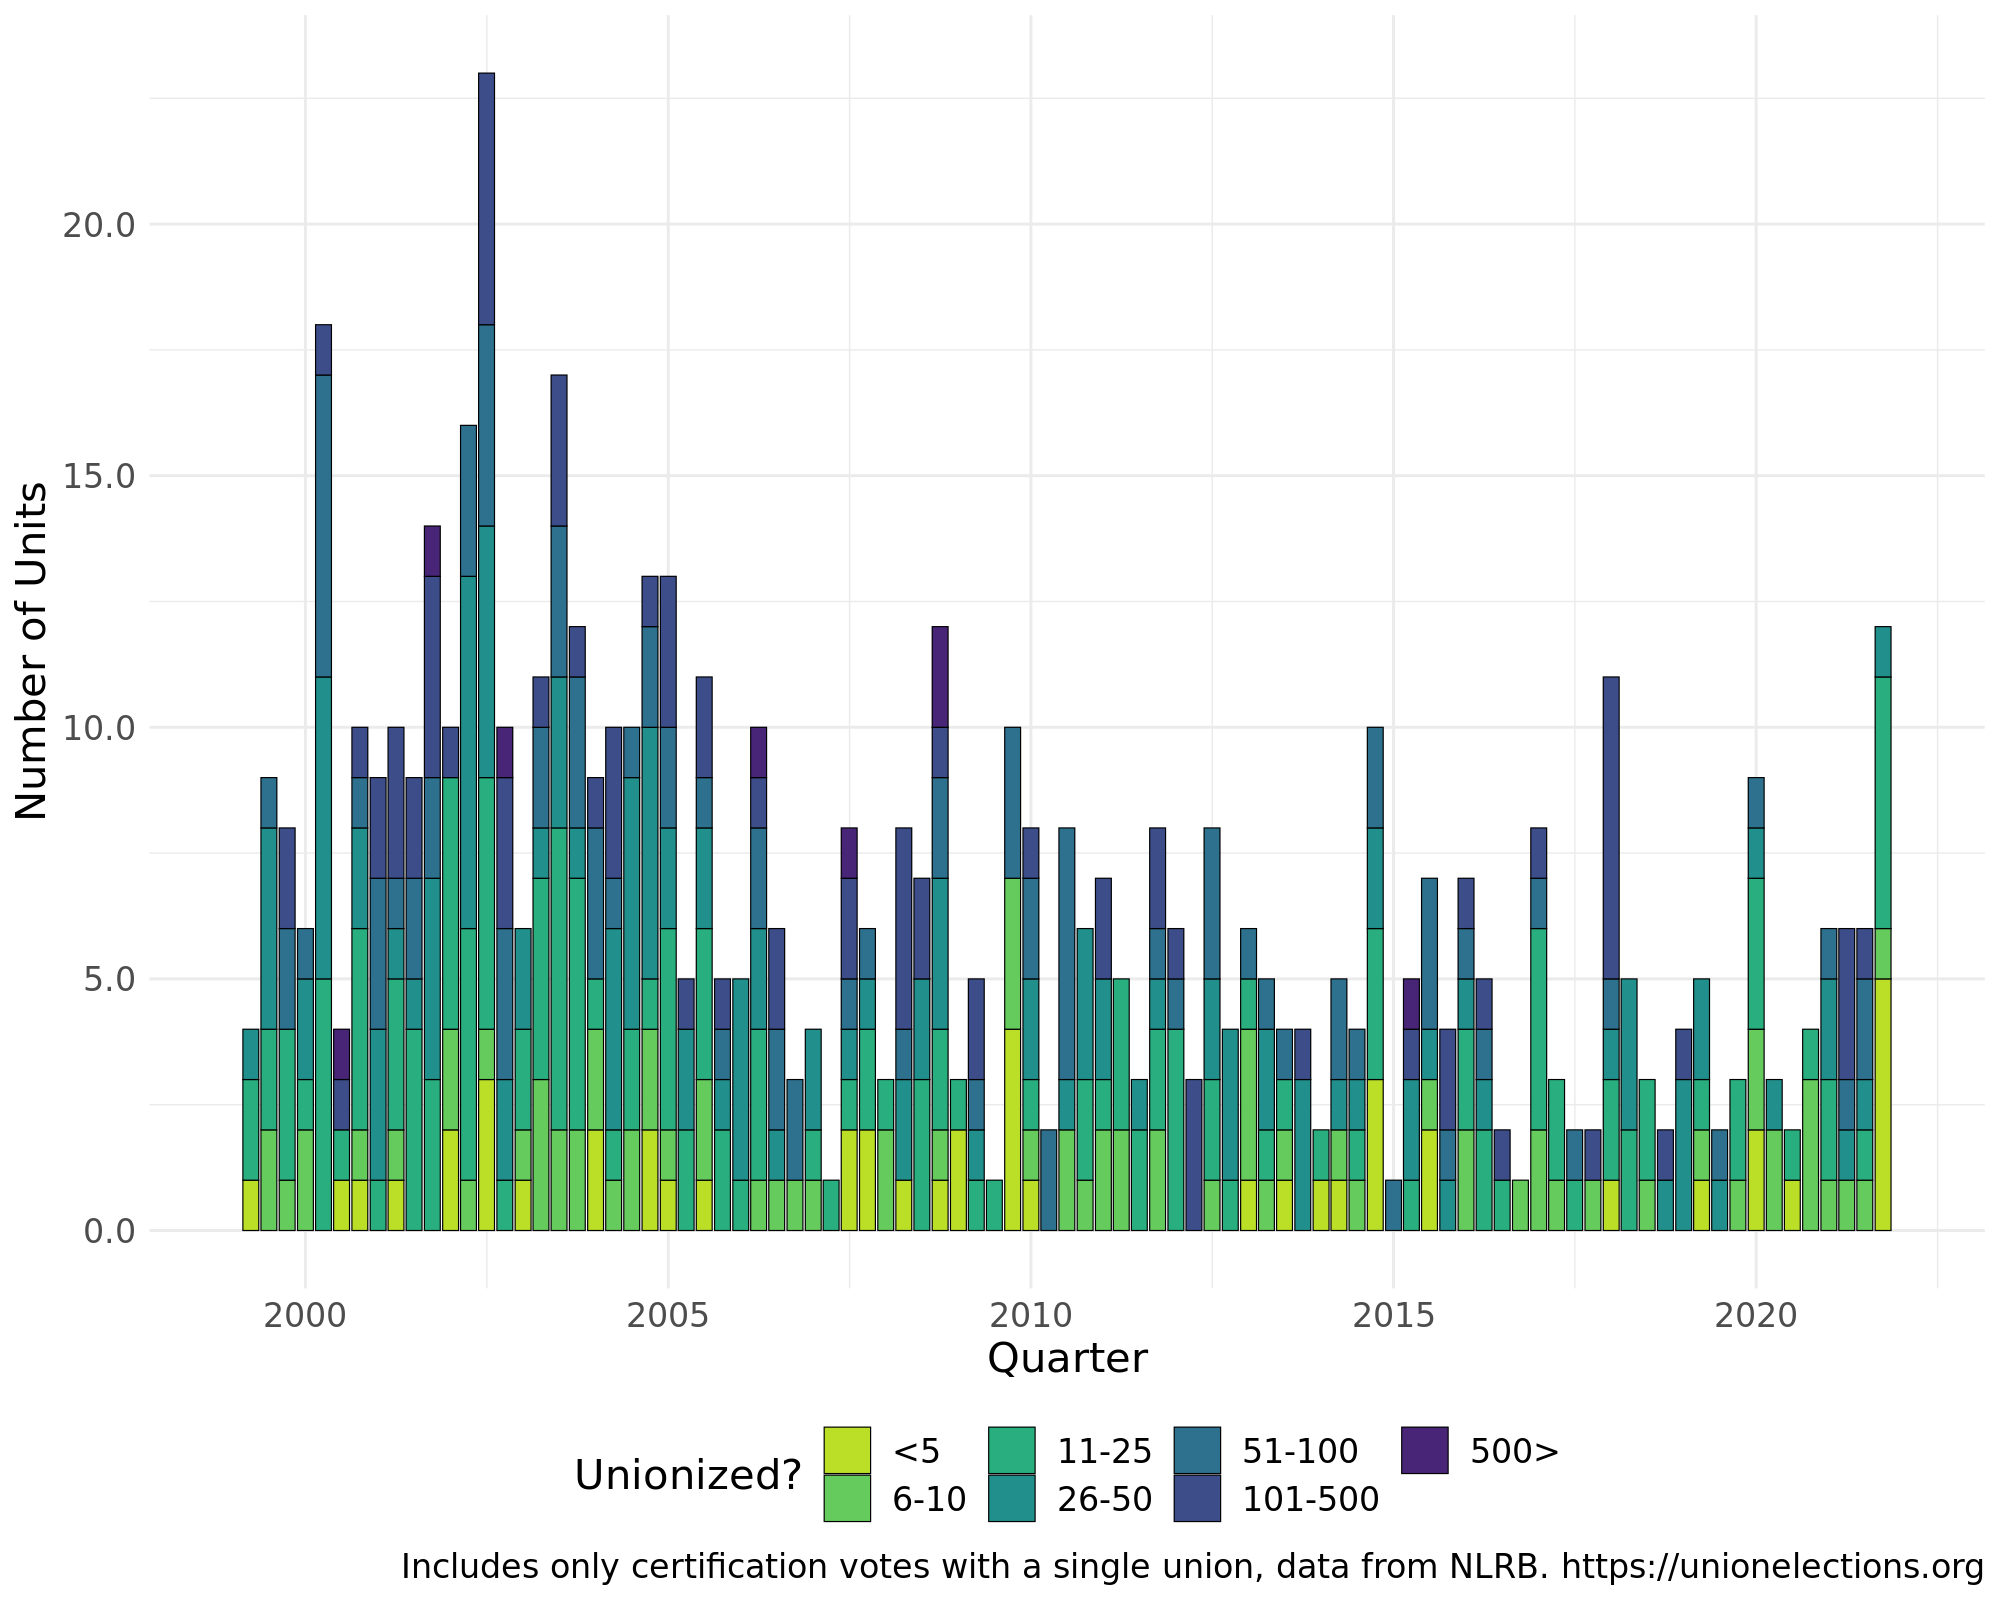 20.0
15.0
10.0
5.0
0.0
Number of Units
2000 2005 2010 2015 2020
Quarter
Unionized?
<5 11-25 51-100 500>
6-10 26-50 101-500
Includes only certification votes with a single union, data from NLRB. https://unionelections.org